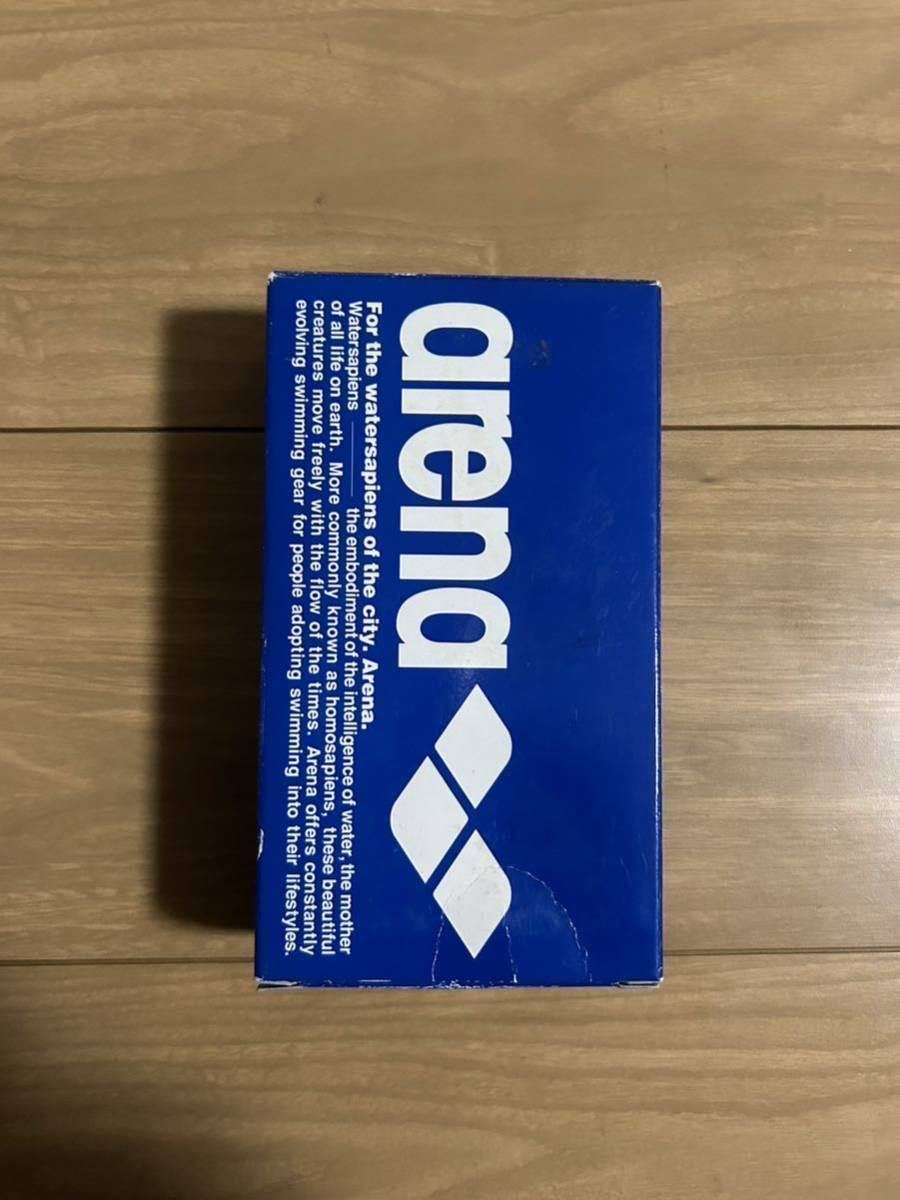 arena
For the watersapiens of the city. Arena.
Watersapiens ——— the embodiment of the intelligence of water, the mother
of all life on earth. More commonly known as homosapiens, these beautiful
creatures move freely with the flow of the times. Arena offers constantly
evolving swimming gear for people adopting swimming into their lifestyles.